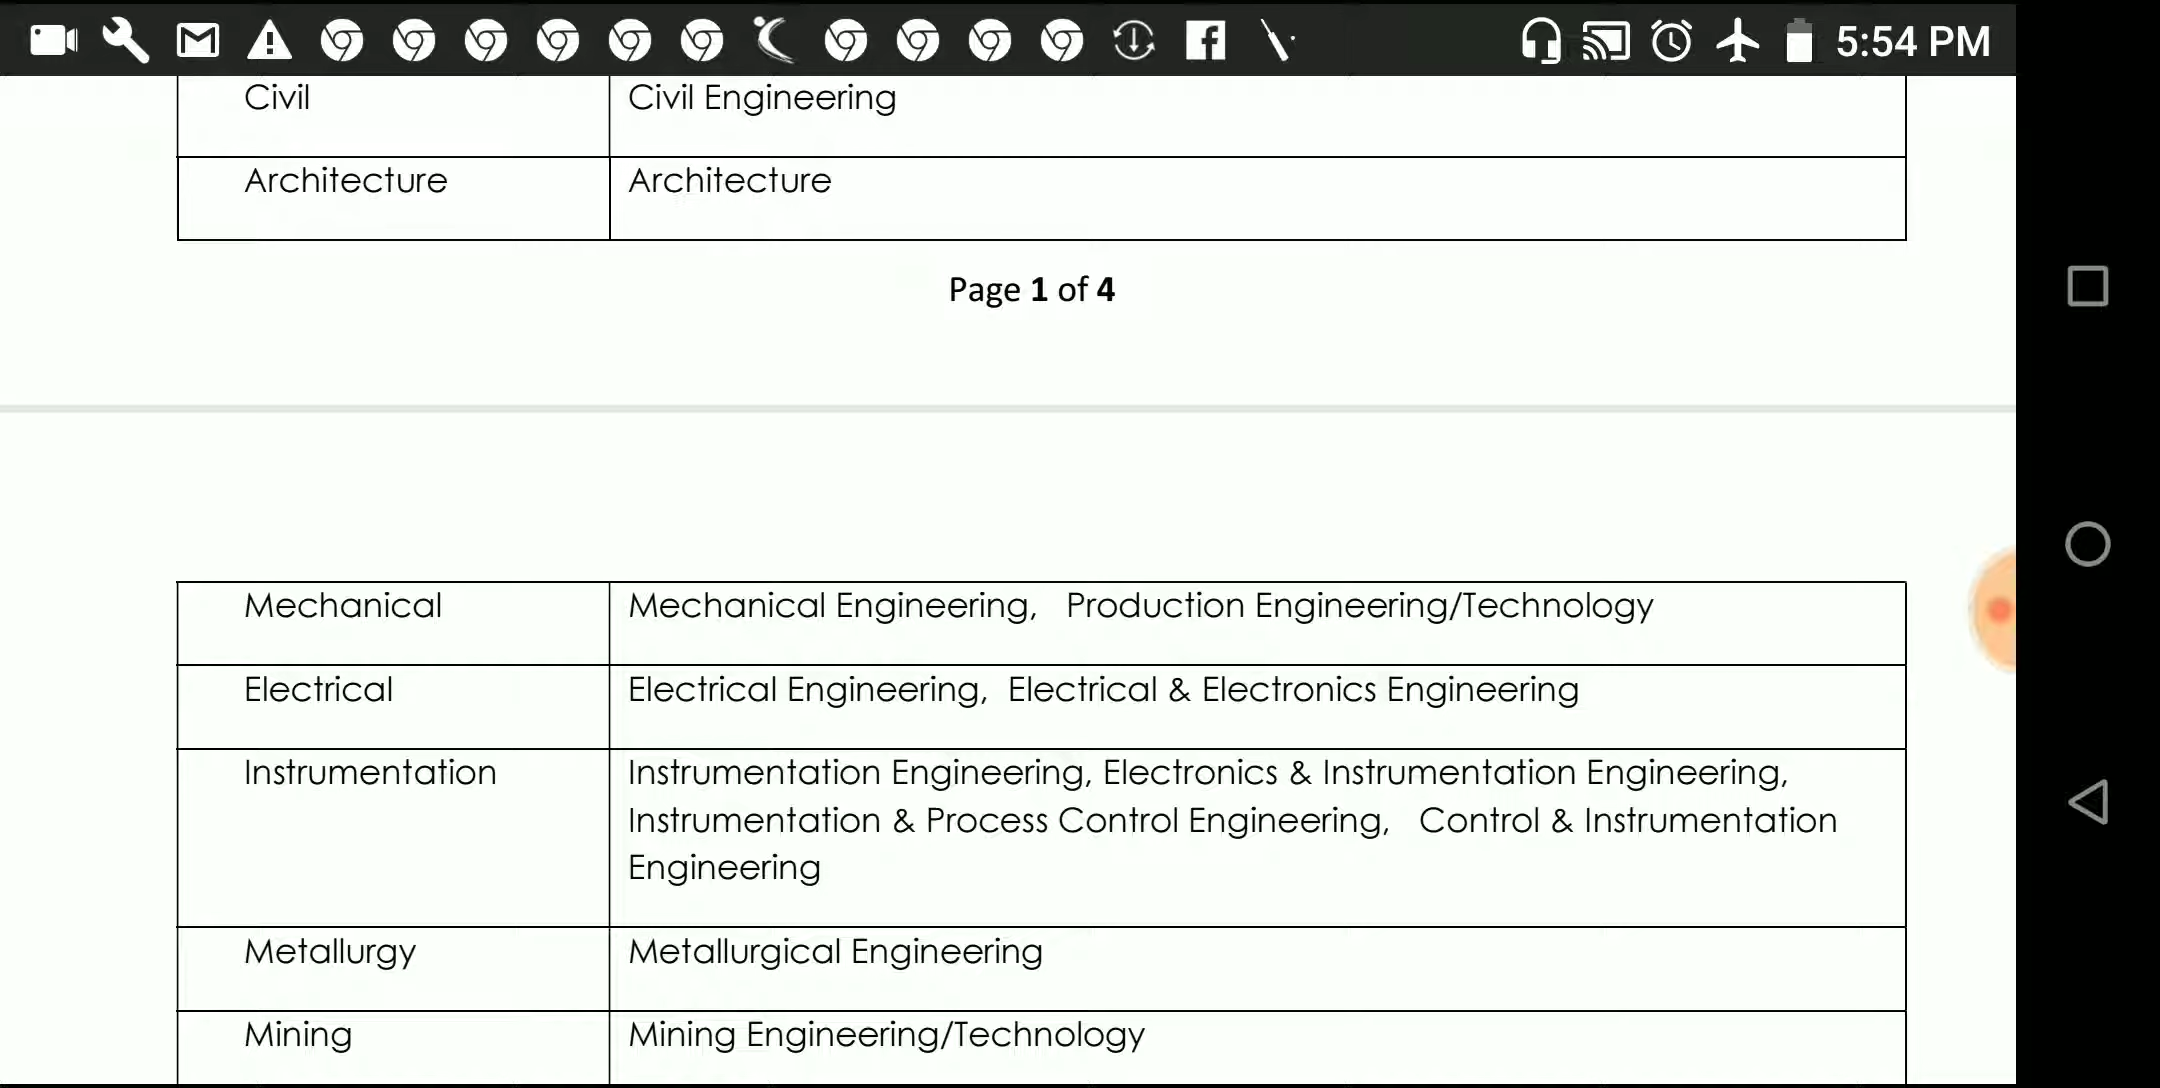 5:54 PM
Civil Civil Engineering
Architecture Architecture
Page 1 of 4
Mechanical Mechanical Engineering, Production Engineering/Technology
Electrical Electrical Engineering, Electrical & Electronics Engineering
Instrumentation Instrumentation Engineering, Electronics & Instrumentation Engineering,
Instrumentation & Process Control Engineering, Control & Instrumentation
Engineering
Metallurgy Metallurgical Engineering
Mining Mining Engineering/Technology